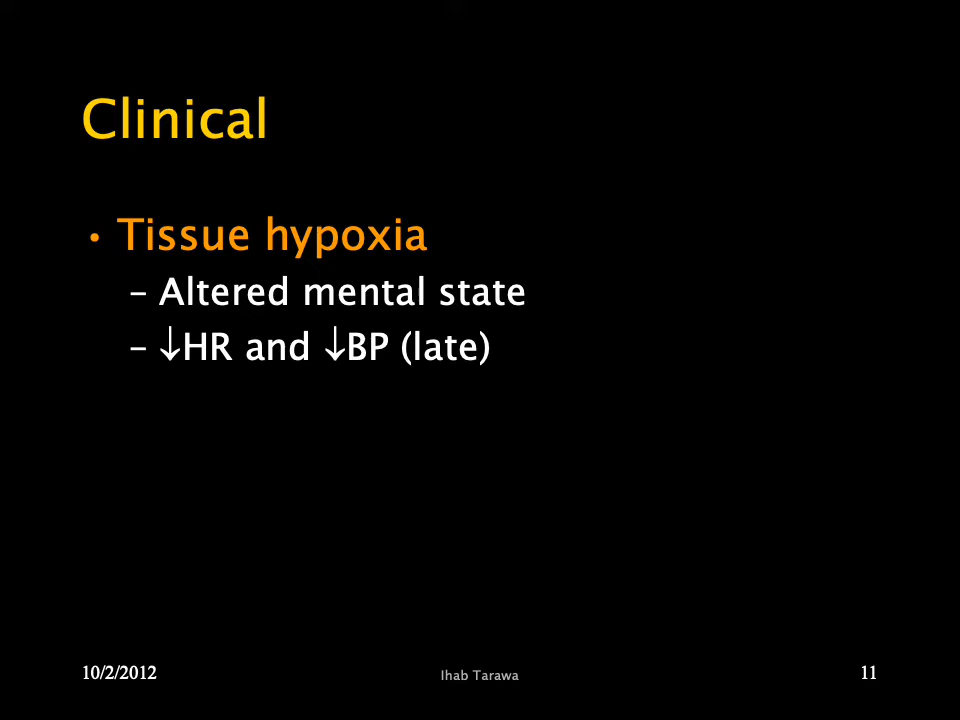 Clinical
• Tissue hypoxia
– Altered mental state
– ↓HR and ↓BP (late)
10/2/2012
Ihab Tarawa
11